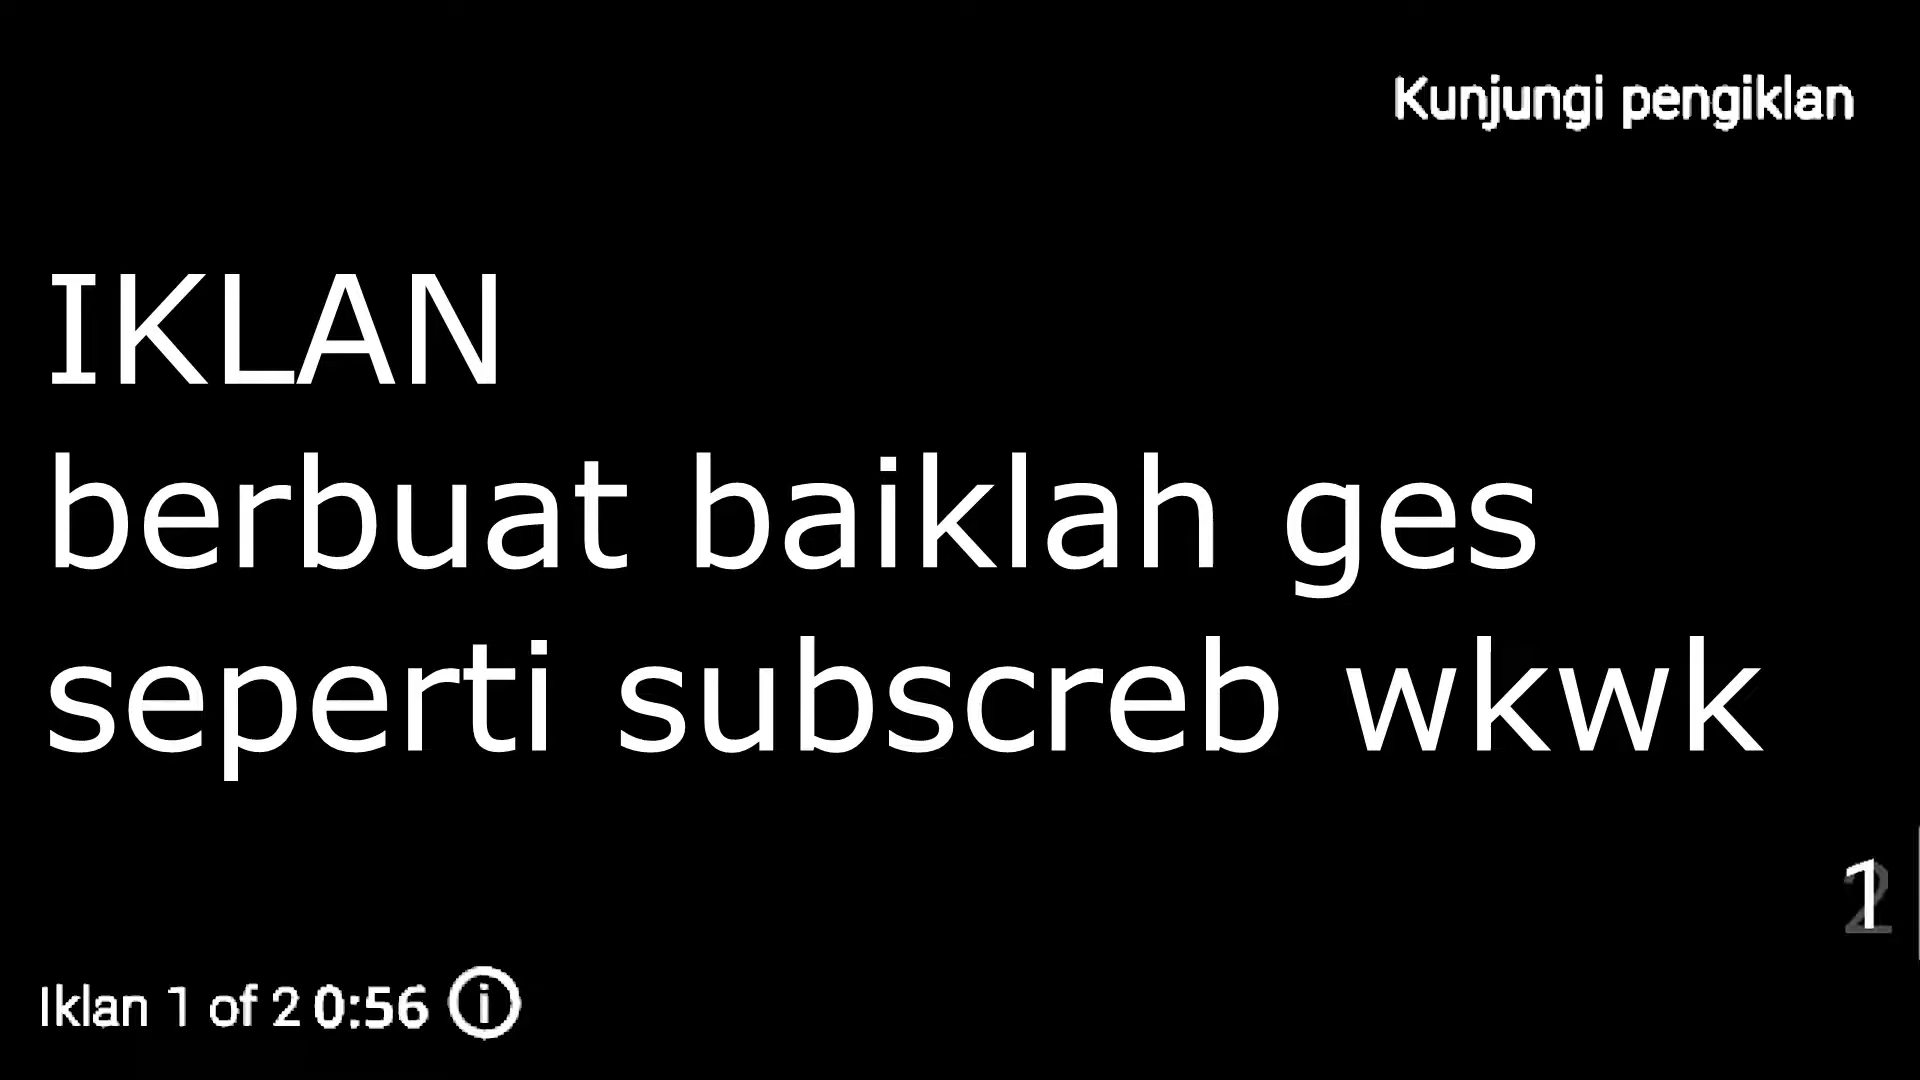 Kunjungi pengiklan
IKLAN
berbuat baiklah ges
seperti subscreb wkwk
1
Iklan 1 of 2 0:56